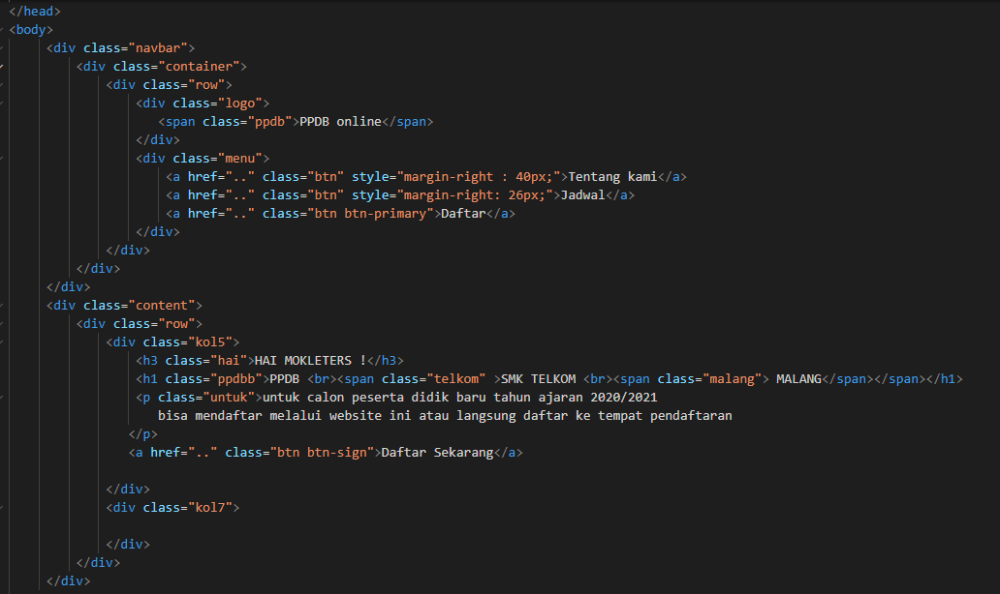 </head>
<body>
<div class="navbar">
<div class="container">
<div class="row">
<div class="logo">
<span class="ppdb">PPDB online</span>
</div>
<div class="menu">
<a href=".." class="btn" style="margin-right : 40px;">Tentang kami</a>
<a href=".." class="btn" style="margin-right: 26px;">Jadwal</a>
<a href=".." class="btn btn-primary">Daftar</a>
</div>
</div>
</div>
</div>
<div class="content">
<div class="row">
<div class="kol5">
<h3 class="hai">HAI MOKLETERS !</h3>
<h1 class="ppdbb">PPDB <br><span class="telkom" >SMK TELKOM <br><span class="malang"> MALANG</span></span></h1>
<p class="untuk">untuk calon peserta didik baru tahun ajaran 2020/2021
bisa mendaftar melalui website ini atau langsung daftar ke tempat pendaftaran
</p>
<a href=".." class="btn btn-sign">Daftar Sekarang</a>
</div>
<div class="kol7">
</div>
</div>
</div>